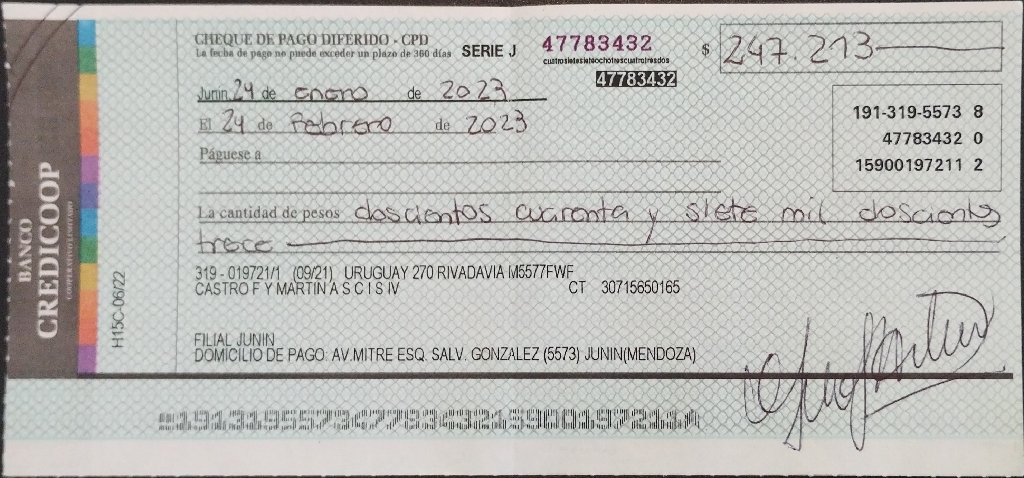 BANCO
CREDICOOP
COOPERATIVO LIMITADO
H15C-06/22
CHEQUE DE PAGO DIFERIDO - CPD
La fecha de pago no puede exceder un plazo de 360 días
SERIE J 47783432
cuatrosietesieteochotrescuatrotresdos
47783432
$ 247.213
Junin, 24 de enero de 2023
El 24 de Febrero de 2023
191-319-5573 8
47783432 0
15900197211 2
Páguese a
La cantidad de pesos doscientos cuarenta y siete mil doscientos
trece
319 - 019721/1 (09/21) URUGUAY 270 RIVADAVIA M5577FWF
CASTRO F Y MARTIN A S C I S IV CT 30715650165
FILIAL JUNIN
DOMICILIO DE PAGO: AV.MITRE ESQ. SALV. GONZALEZ (5573) JUNIN(MENDOZA)